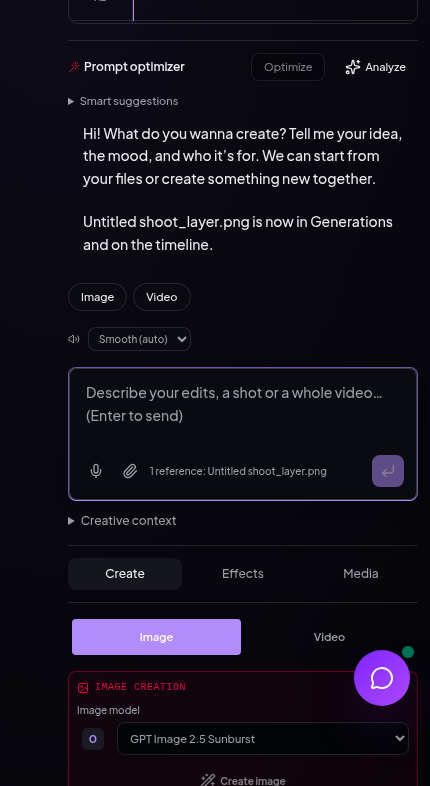 Prompt optimizer
Optimize
Analyze
Smart suggestions
Hi! What do you wanna create? Tell me your idea,
the mood, and who it's for. We can start from
your files or create something new together.
Untitled shoot_layer.png is now in Generations
and on the timeline.
Image
Video
Smooth (auto)
Describe your edits, a shot or a whole video…
(Enter to send)
1 reference: Untitled shoot_layer.png
Creative context
Create
Effects
Media
Image
Video
IMAGE CREATION
Image model
O
GPT Image 2.5 Sunburst
Create image